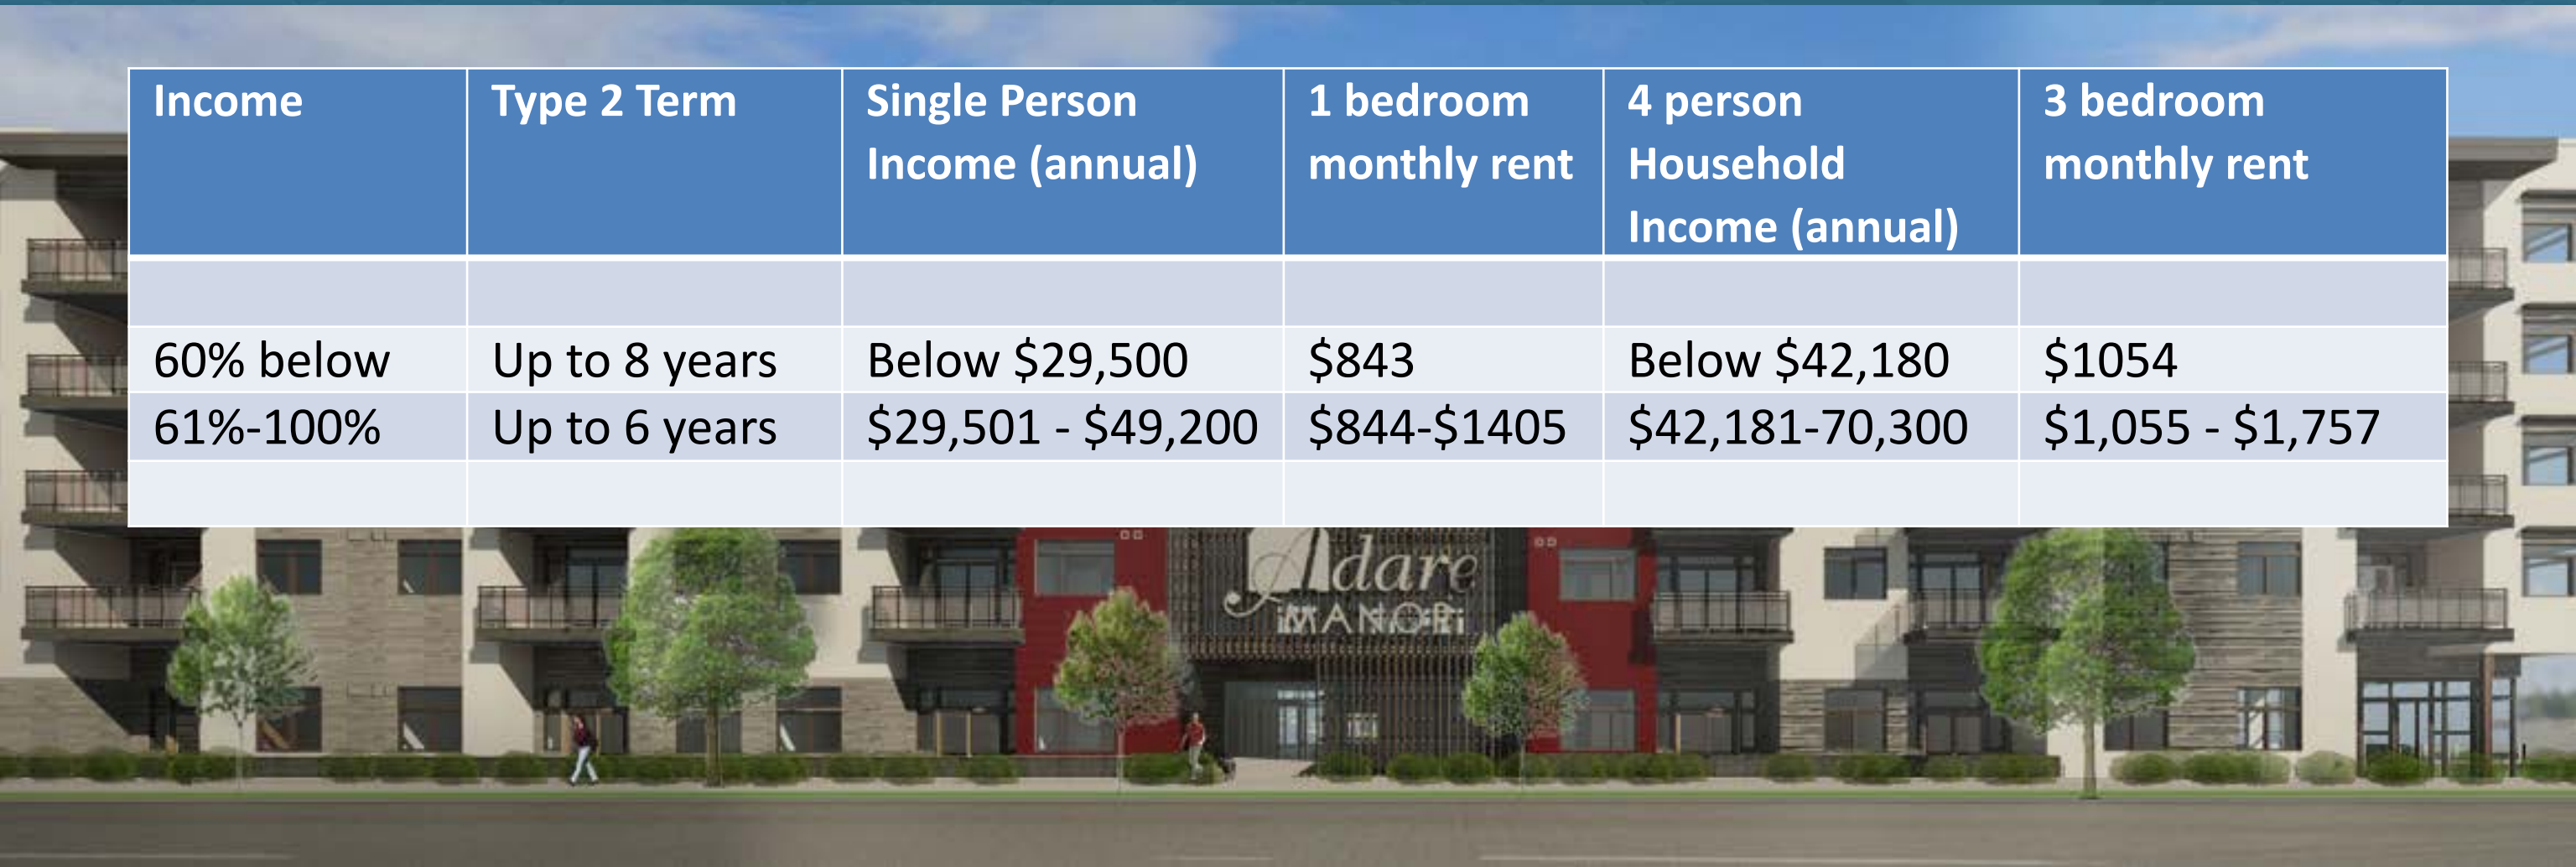 Income Type 2 Term Single Person 1 bedroom 4 person 3 bedroom
Income (annual) monthly rent Household monthly rent
Income (annual)
60% below Up to 8 years Below $29,500 $843 Below $42,180 $1054
61%-100% Up to 6 years $29,501 - $49,200 $844-$1405 $42,181-70,300 $1,055 - $1,757
Adare
MANOR